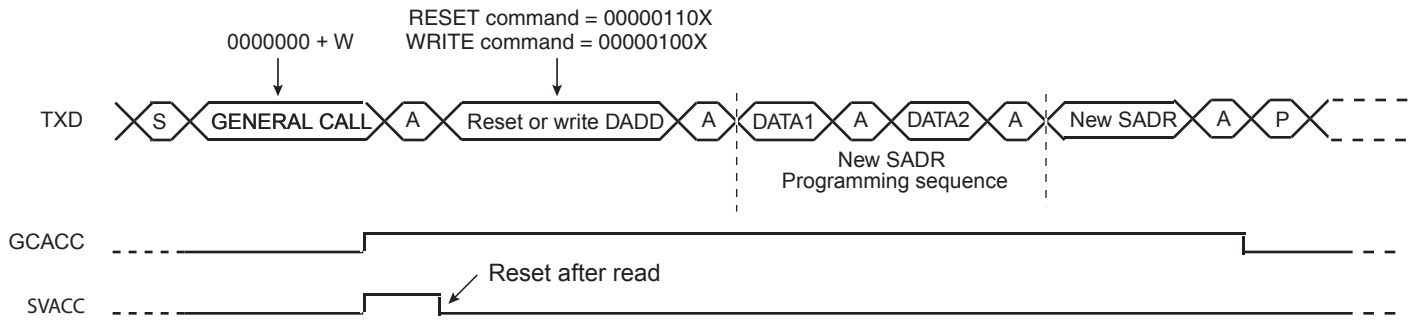 RESET command = 00000110X
0000000 + W
WRITE command = 00000100X
TXD S GENERAL CALL A Reset or write DADD A DATA1 A DATA2 A New SADR A P
New SADR
Programming sequence
GCACC
Reset after read
SVACC